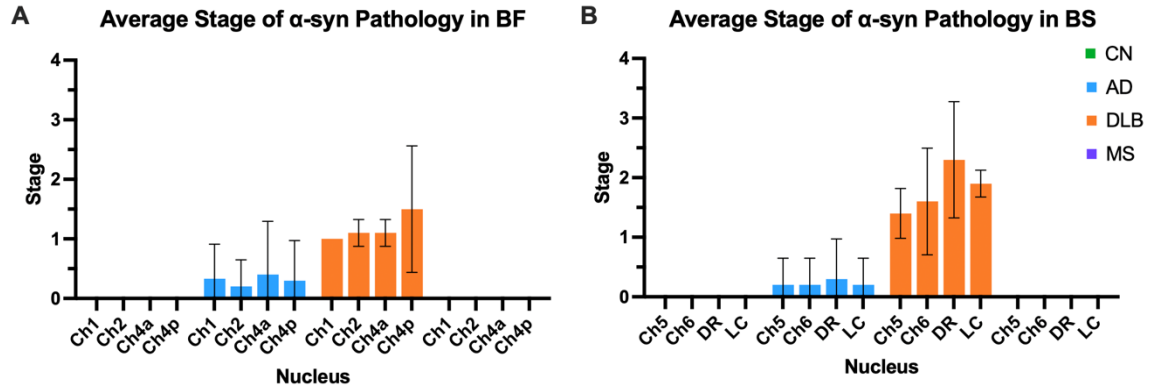 A
Average Stage of α-syn Pathology in BF
Stage
4
3
2
1
0
Ch1 Ch2 Ch4a Ch4p Ch1 Ch2 Ch4a Ch4p Ch1 Ch2 Ch4a Ch4p Ch1 Ch2 Ch4a Ch4p
Nucleus
B
Average Stage of α-syn Pathology in BS
Stage
4
3
2
1
0
Ch5 Ch6 DR LC Ch5 Ch6 DR LC Ch5 Ch6 DR LC Ch5 Ch6 DR LC
Nucleus
CN
AD
DLB
MS